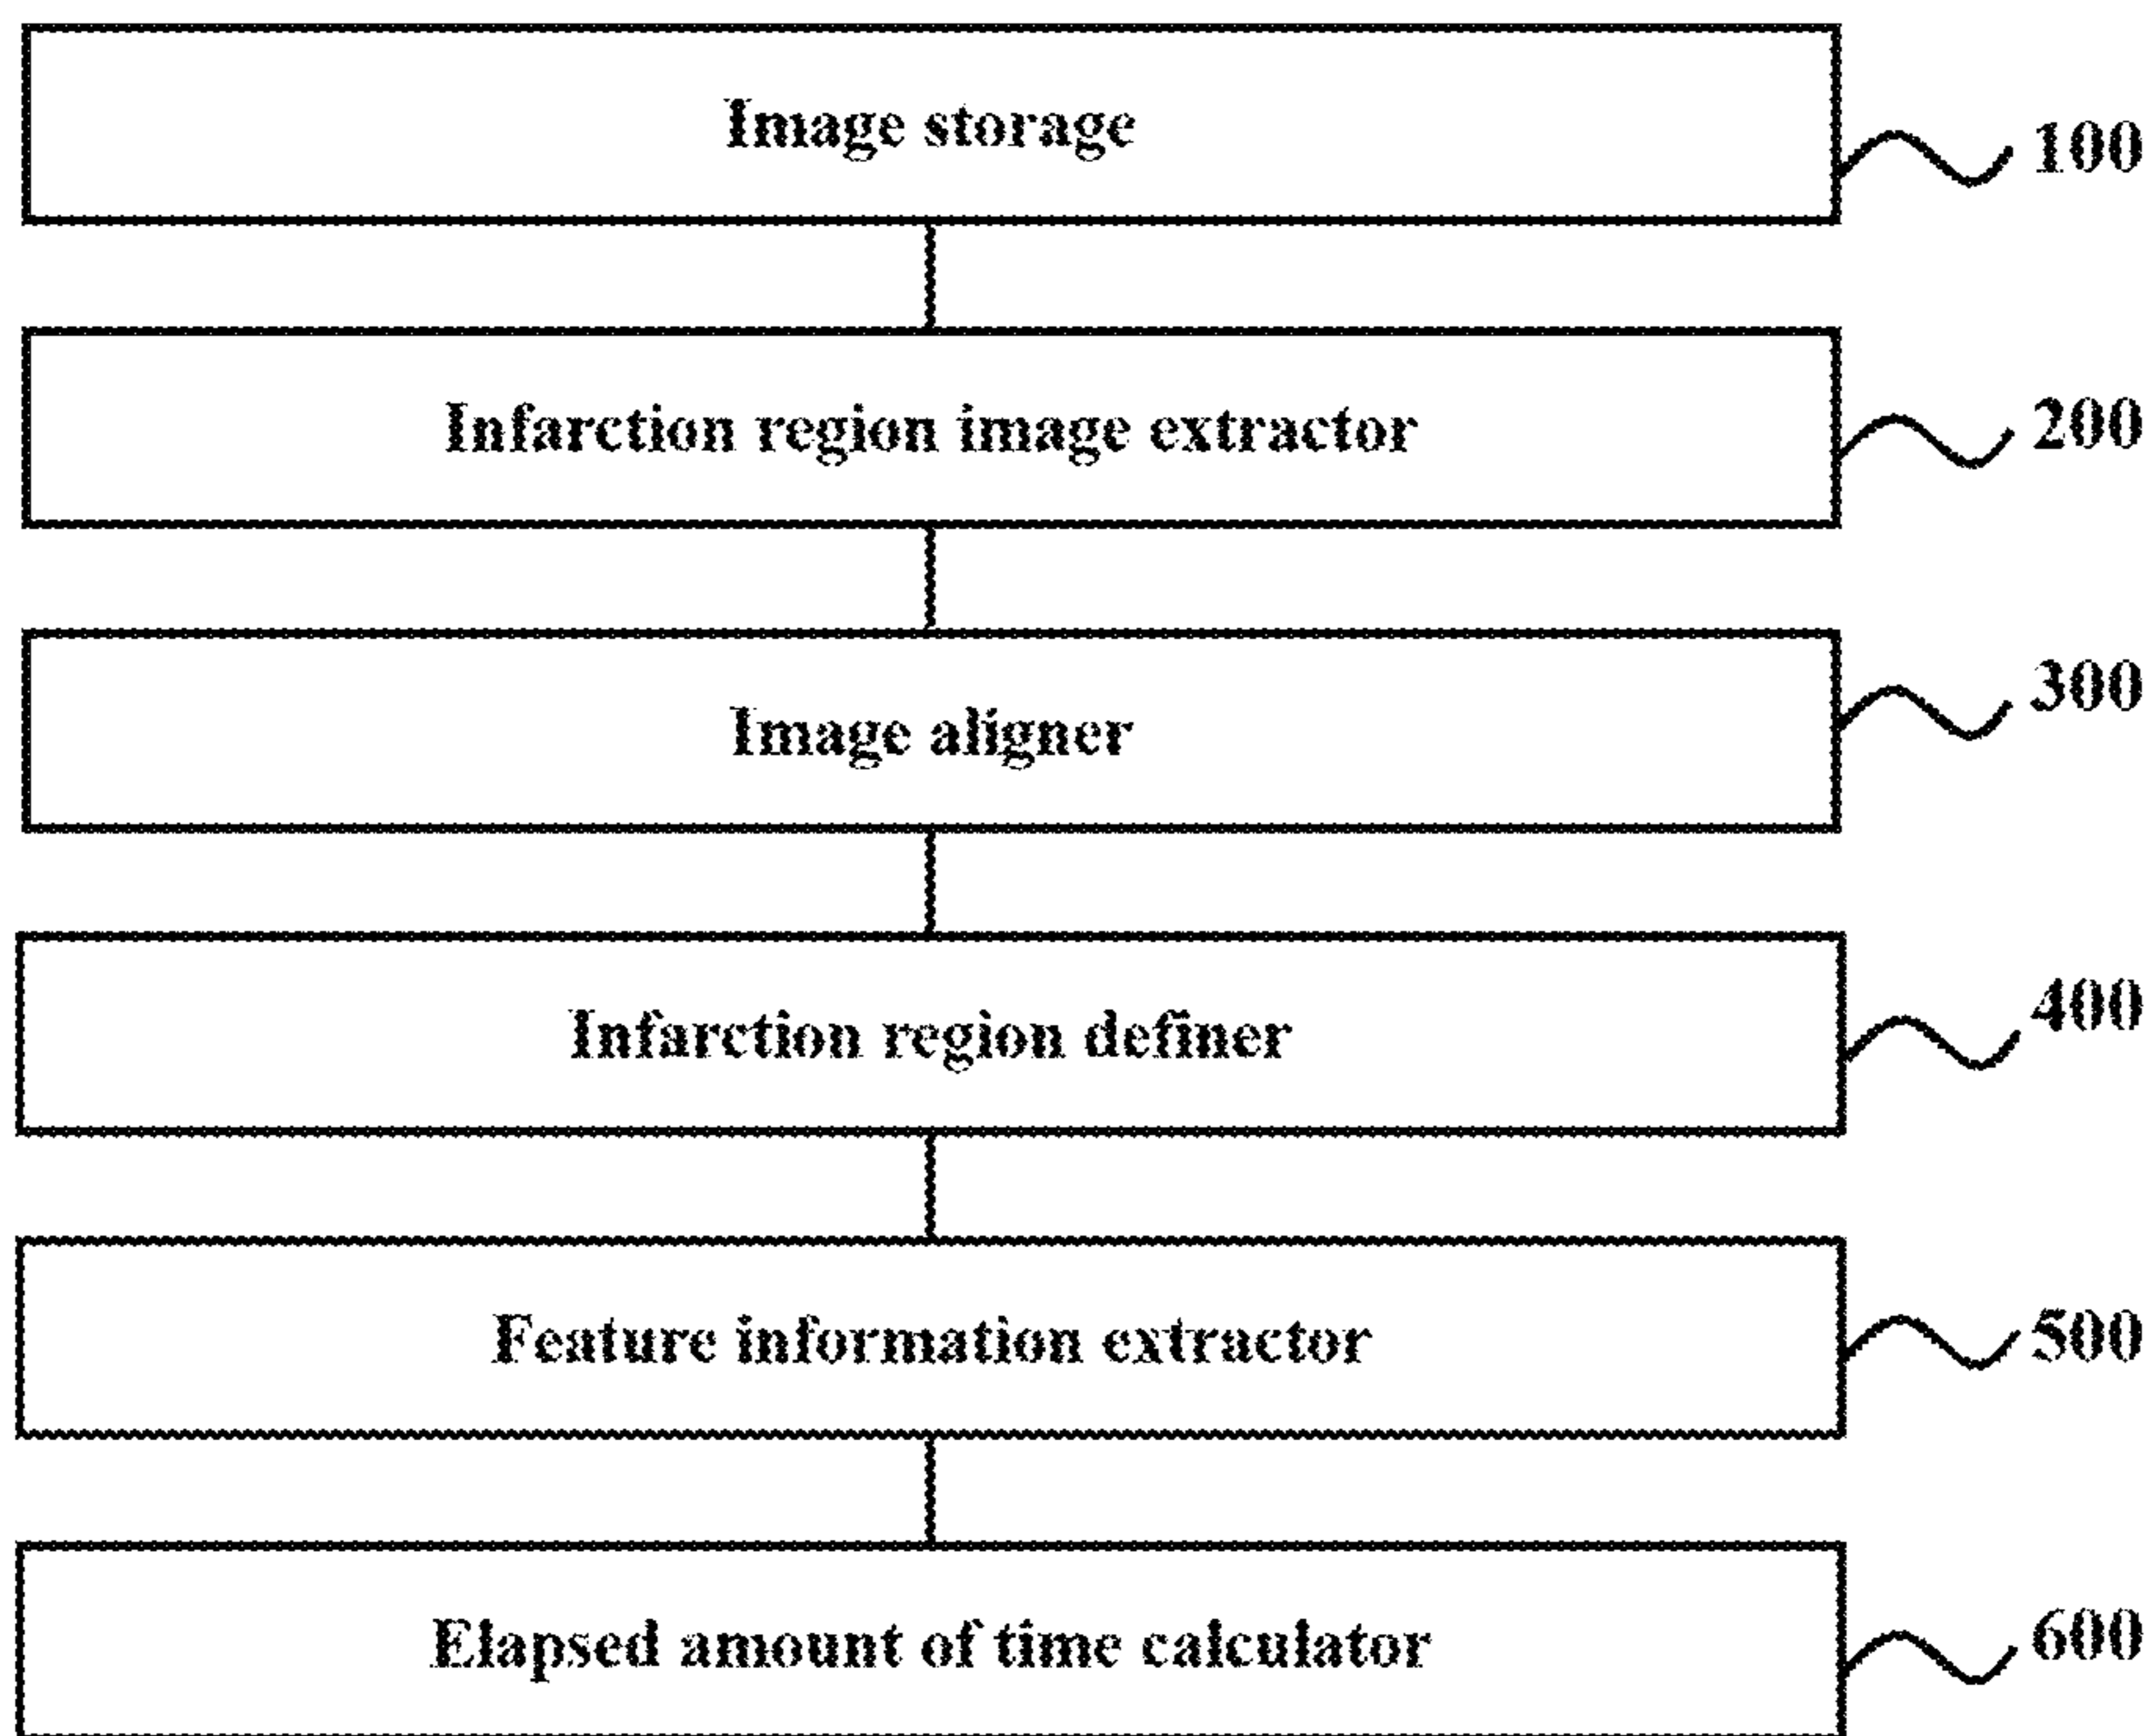 Image storage
100
Infarction region image extractor
200
Image aligner
300
Infarction region definer
400
Feature information extractor
500
Elapsed amount of time calculator
600